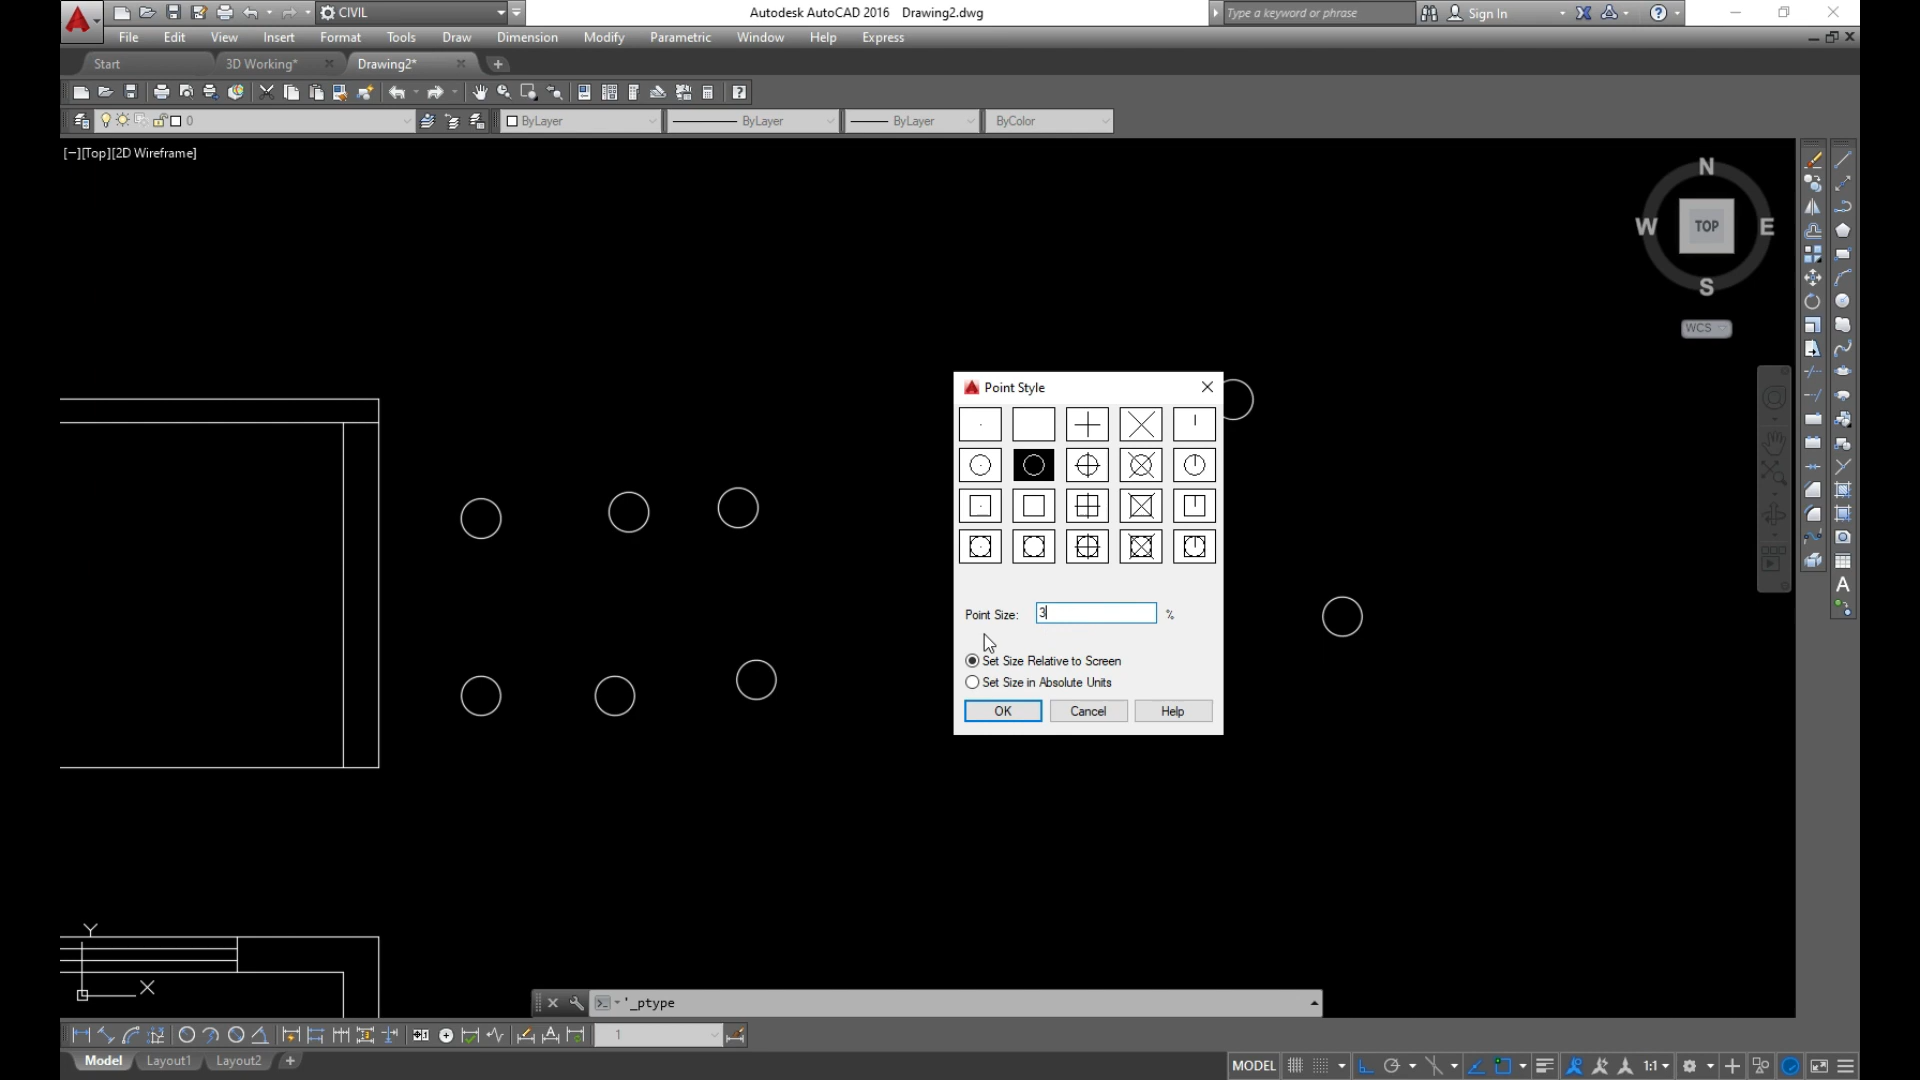 CIVIL
Autodesk AutoCAD 2016 Drawing2.dwg
Type a keyword or phrase
Sign In
File Edit View Insert Format Tools Draw Dimension Modify Parametric Window Help Express
Start 3D Working* Drawing2*
0 ByLayer ByLayer ByLayer ByColor
[−][Top][2D Wireframe]
N
W TOP E
S
WCS
Point Style
Point Size: 3 %
Set Size Relative to Screen
Set Size in Absolute Units
OK Cancel Help
A
Y
X
'_ptype
1
Model Layout1 Layout2 +
MODEL 1:1